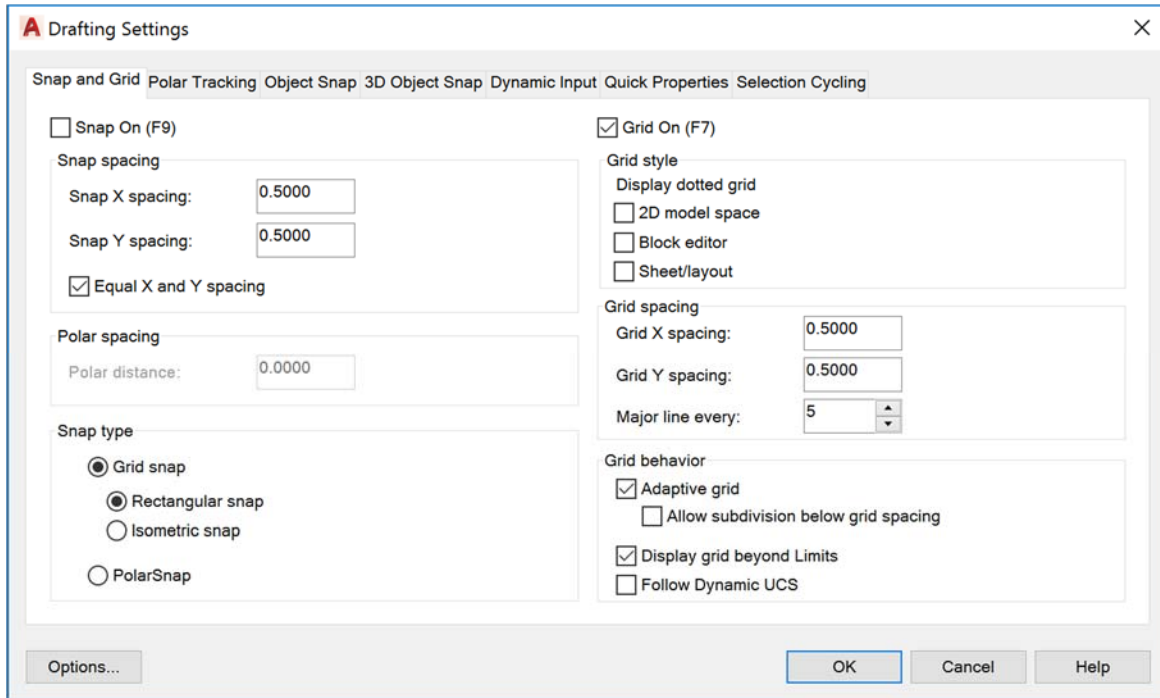 Drafting Settings
Snap and Grid Polar Tracking Object Snap 3D Object Snap Dynamic Input Quick Properties Selection Cycling
Snap On (F9)
Snap spacing
Snap X spacing: 0.5000
Snap Y spacing: 0.5000
Equal X and Y spacing
Polar spacing
Polar distance: 0.0000
Snap type
Grid snap
Rectangular snap
Isometric snap
PolarSnap
Grid On (F7)
Grid style
Display dotted grid
2D model space
Block editor
Sheet/layout
Grid spacing
Grid X spacing: 0.5000
Grid Y spacing: 0.5000
Major line every: 5
Grid behavior
Adaptive grid
Allow subdivision below grid spacing
Display grid beyond Limits
Follow Dynamic UCS
Options... OK Cancel Help